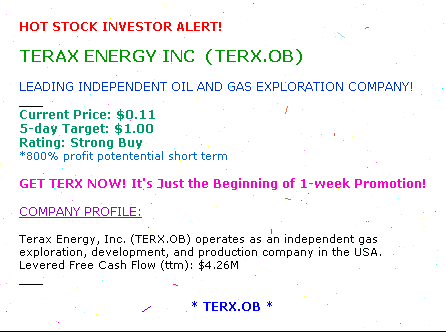 HOT STOCK INVESTOR ALERT!
TERAX ENERGY INC (TERX.OB)
LEADING INDEPENDENT OIL AND GAS EXPLORATION COMPANY!
Current Price: $0.11
5-day Target: $1.00
Rating: Strong Buy
*800% profit potentential short term
GET TERX NOW! It's Just the Beginning of 1-week Promotion!
COMPANY PROFILE:
Terax Energy, Inc. (TERX.OB) operates as an independent gas
exploration, development, and production company in the USA.
Levered Free Cash Flow (ttm): $4.26M
* TERX.OB *